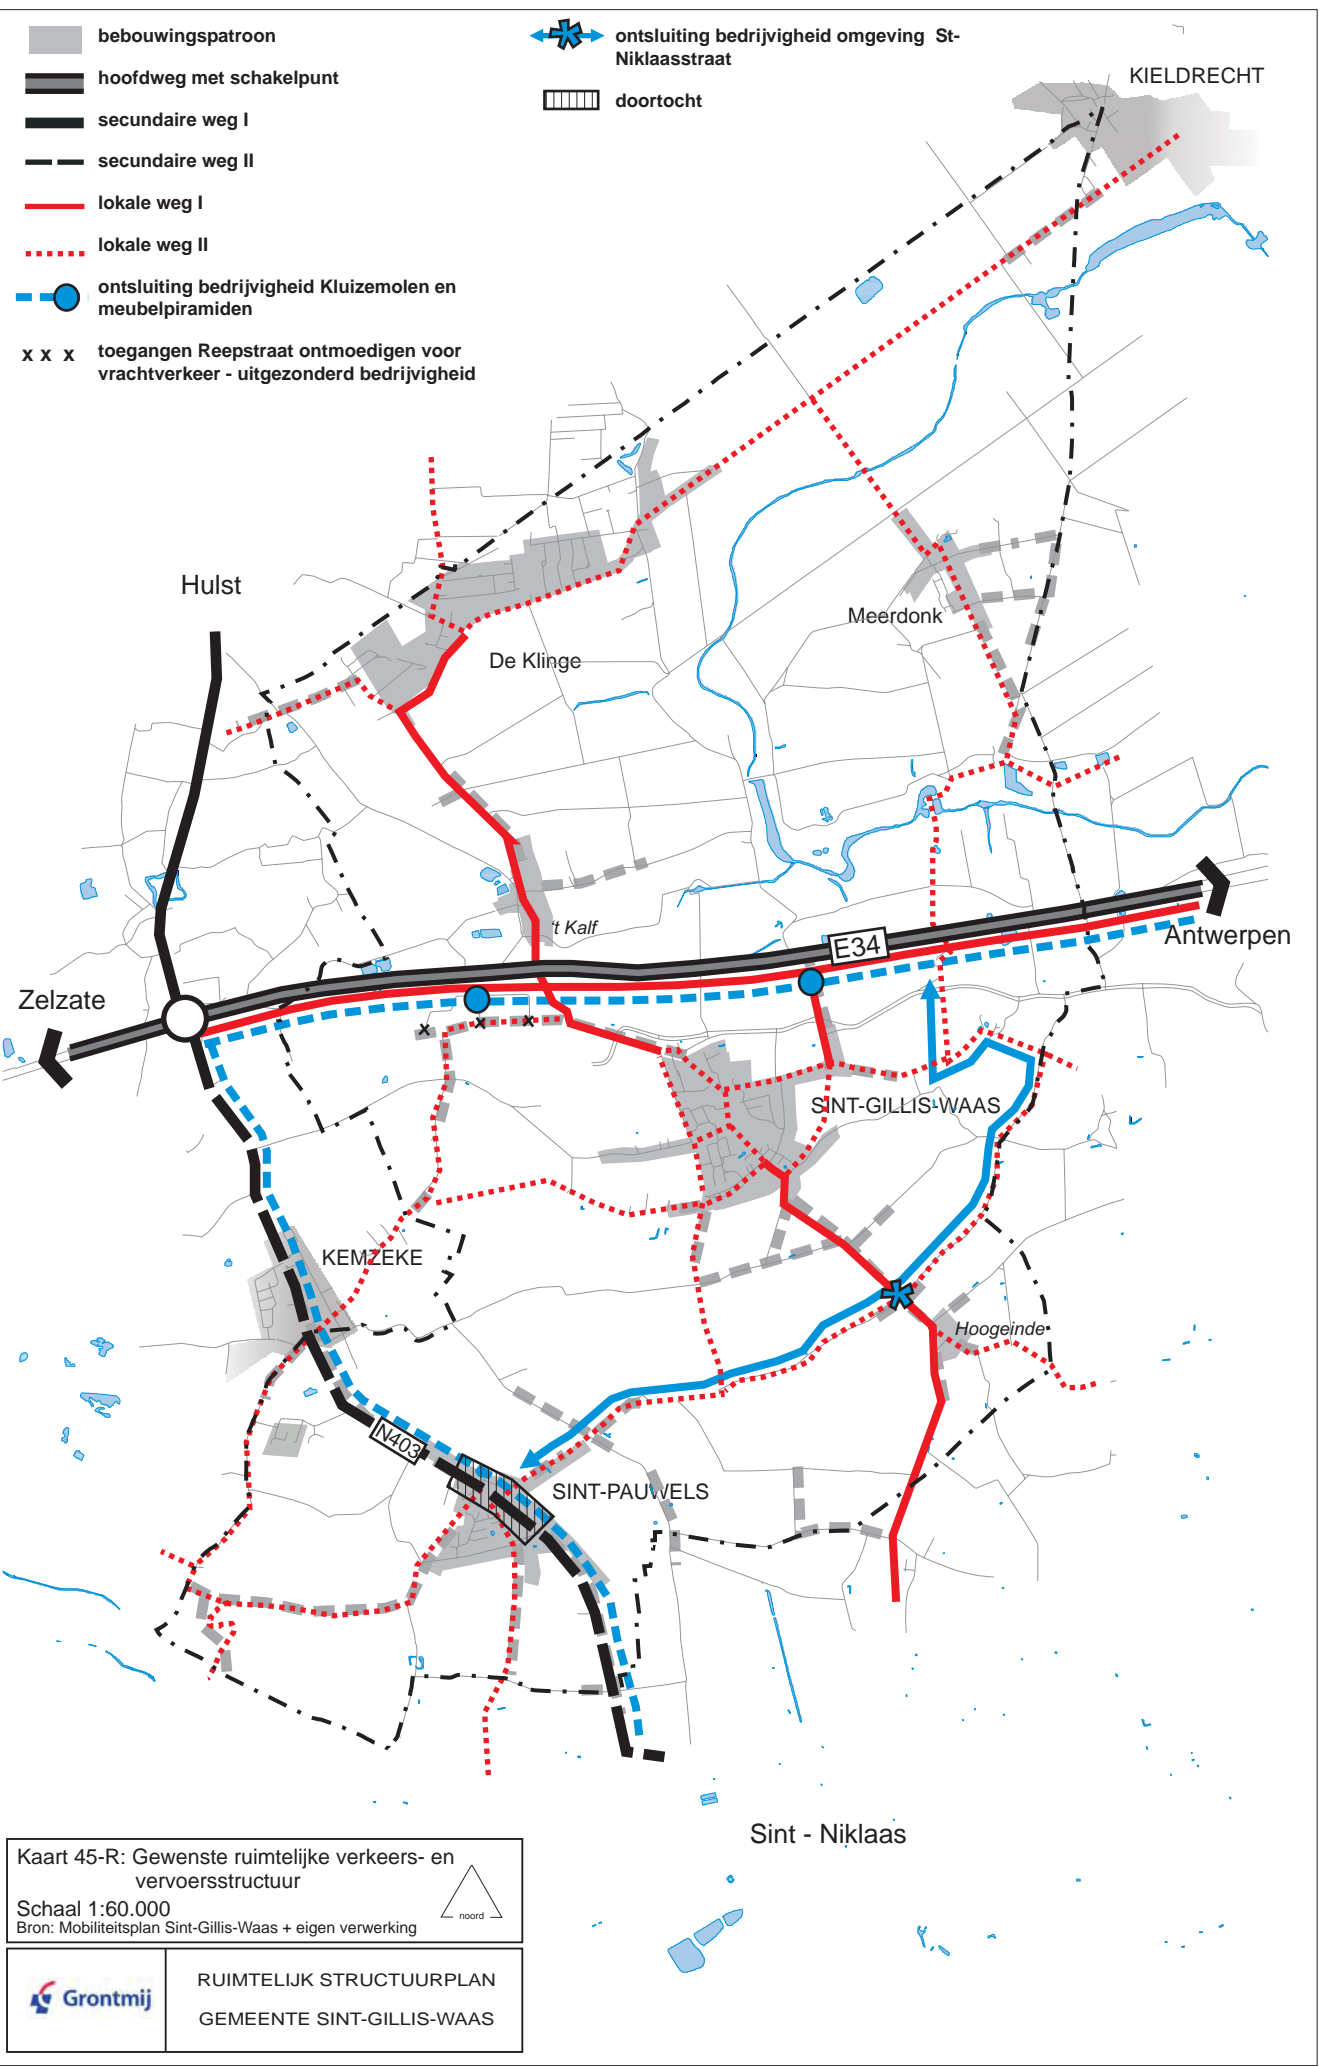 bebouwingspatroon
hoofdweg met schakelpunt
secundaire weg I
secundaire weg II
lokale weg I
lokale weg II
ontsluiting bedrijvigheid Kluizemolen en
meubelpiramiden
x x x
toegangen Reepstraat ontmoedigen voor
vrachtverkeer - uitgezonderd bedrijvigheid
ontsluiting bedrijvigheid omgeving St-
Niklaasstraat
doortocht
KIELDRECHT
Hulst
Meerdonk
De Klinge
't Kalf
E34
Antwerpen
Zelzate
x x x
SINT-GILLIS-WAAS
KEMZEKE
Hoogeinde
N403
SINT-PAUWELS
Sint - Niklaas
Kaart 45-R: Gewenste ruimtelijke verkeers- en
vervoersstructuur
Schaal 1:60.000
Bron: Mobiliteitsplan Sint-Gillis-Waas + eigen verwerking
noord
Grontmij
RUIMTELIJK STRUCTUURPLAN
GEMEENTE SINT-GILLIS-WAAS